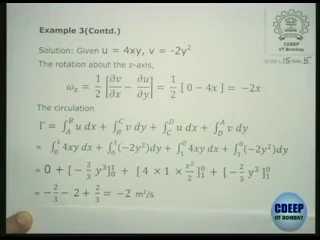 Example 3(Contd.)
CDEEP
IIT Bombay
Solution: Given u = 4xy, v = -2y²
The rotation about the z-axis,
ω_z = 1/2 [∂v/∂x − ∂u/∂y] = 1/2 [0 − 4x] = −2x
The circulation
Γ = ∫_A^B u dx + ∫_B^C v dy + ∫_C^D u dx + ∫_D^A v dy
= ∫_0^1 4xy dx + ∫_0^1 (−2y²)dy + ∫_1^0 4xy dx + ∫_1^0 (−2y²)dy
= 0 + [−2/3 y³]_0^1 + [4 × 1 × x²/2]_1^0 + [−2/3 y³]_1^0
= −2/3 − 2 + 2/3 = −2 m²/s
CDEEP
IIT BOMBAY